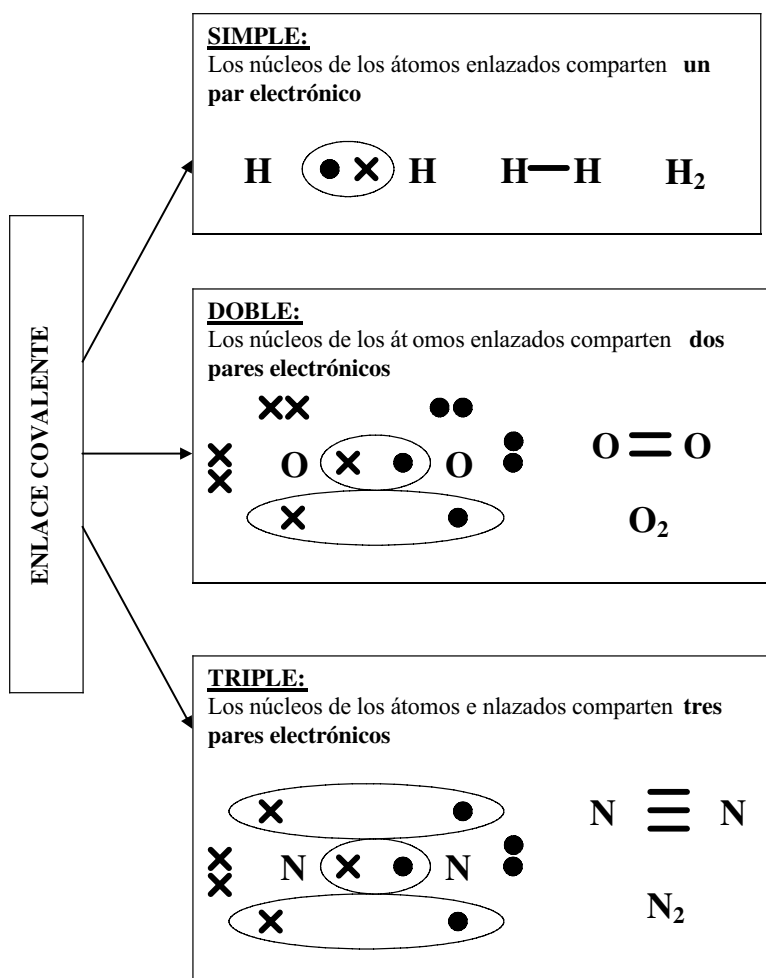 ENLACE COVALENTE
SIMPLE:
Los núcleos de los átomos enlazados comparten un
par electrónico
H H H—H H₂
DOBLE:
Los núcleos de los át omos enlazados comparten dos
pares electrónicos
O O O=O
O₂
TRIPLE:
Los núcleos de los átomos e nlazados comparten tres
pares electrónicos
N N N≡N
N₂